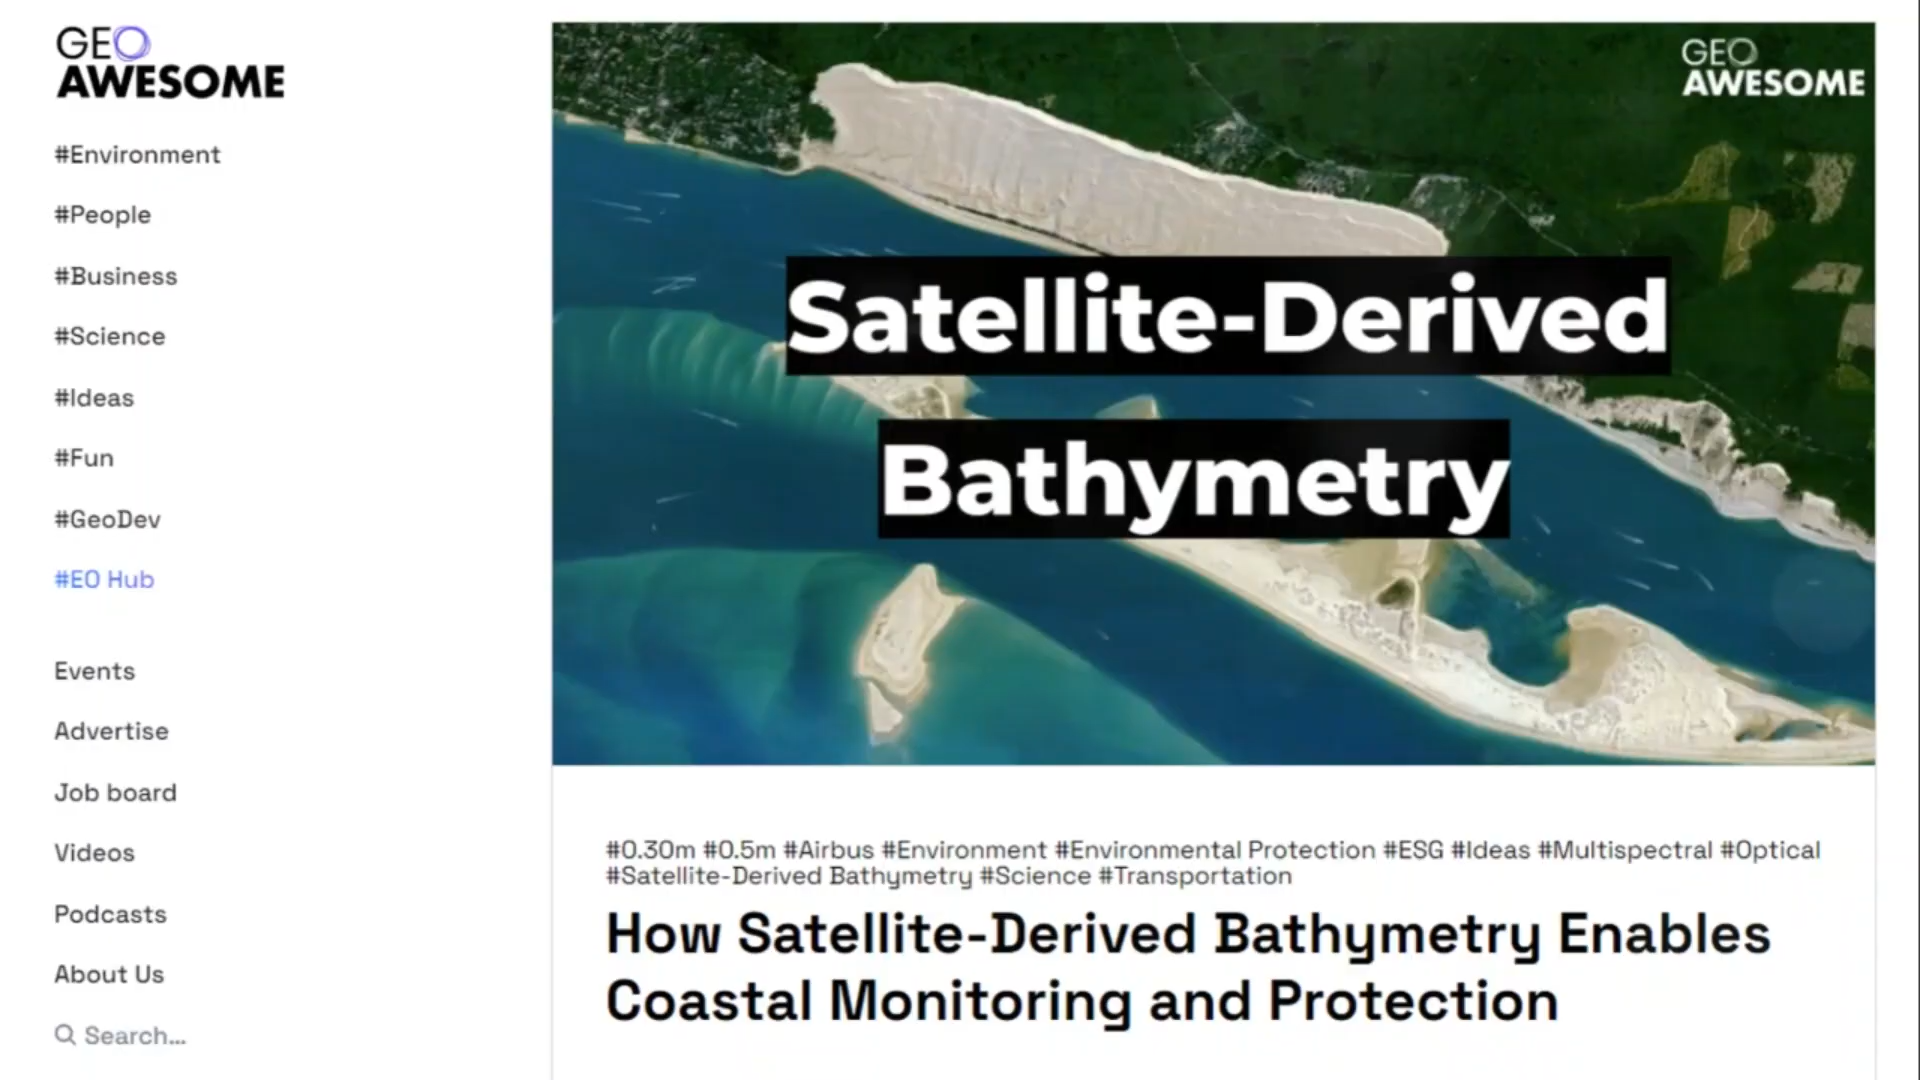 GEO
AWESOME
#Environment
#People
#Business
#Science
#Ideas
#Fun
#GeoDev
#EO Hub
Events
Advertise
Job board
Videos
Podcasts
About Us
Search...
GEO
AWESOME
Satellite-Derived
Bathymetry
#0.30m #0.5m #Airbus #Environment #Environmental Protection #ESG #Ideas #Multispectral #Optical
#Satellite-Derived Bathymetry #Science #Transportation
How Satellite-Derived Bathymetry Enables
Coastal Monitoring and Protection